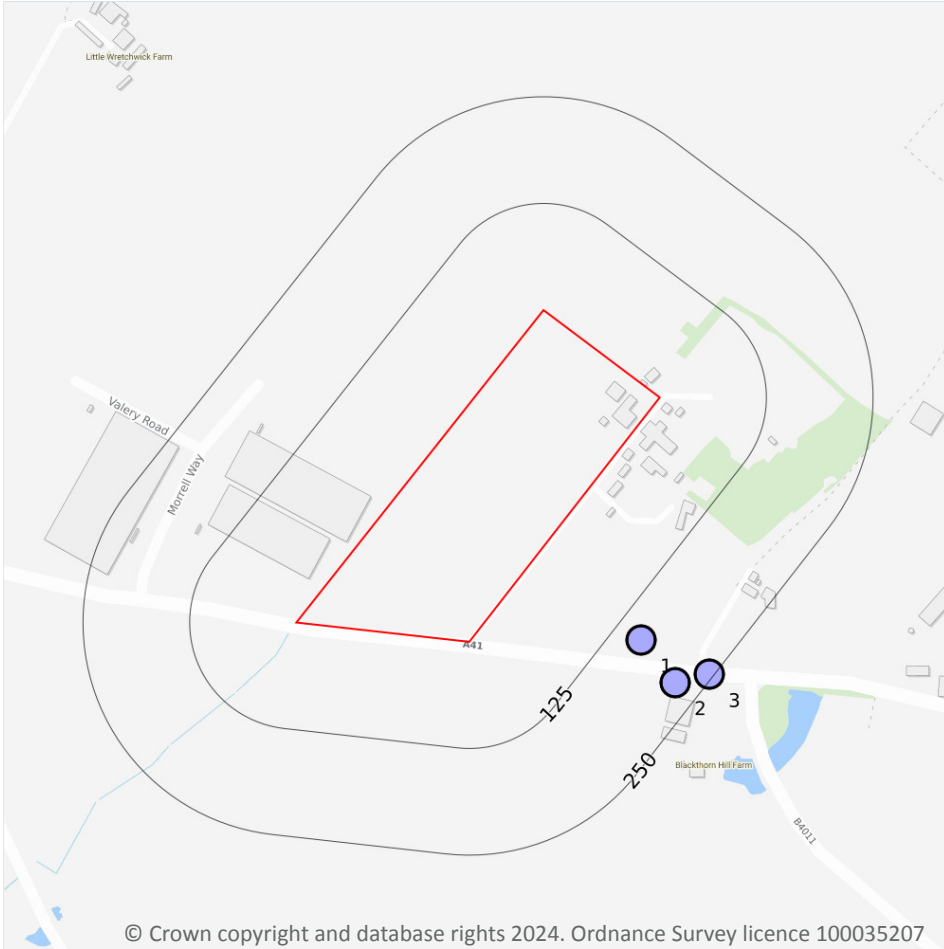 Little Wretchwick Farm
Valery Road
Morrell Way
A41
1
2
3
125
250
Blackthorn Hill Farm
B4011
© Crown copyright and database rights 2024. Ordnance Survey licence 100035207